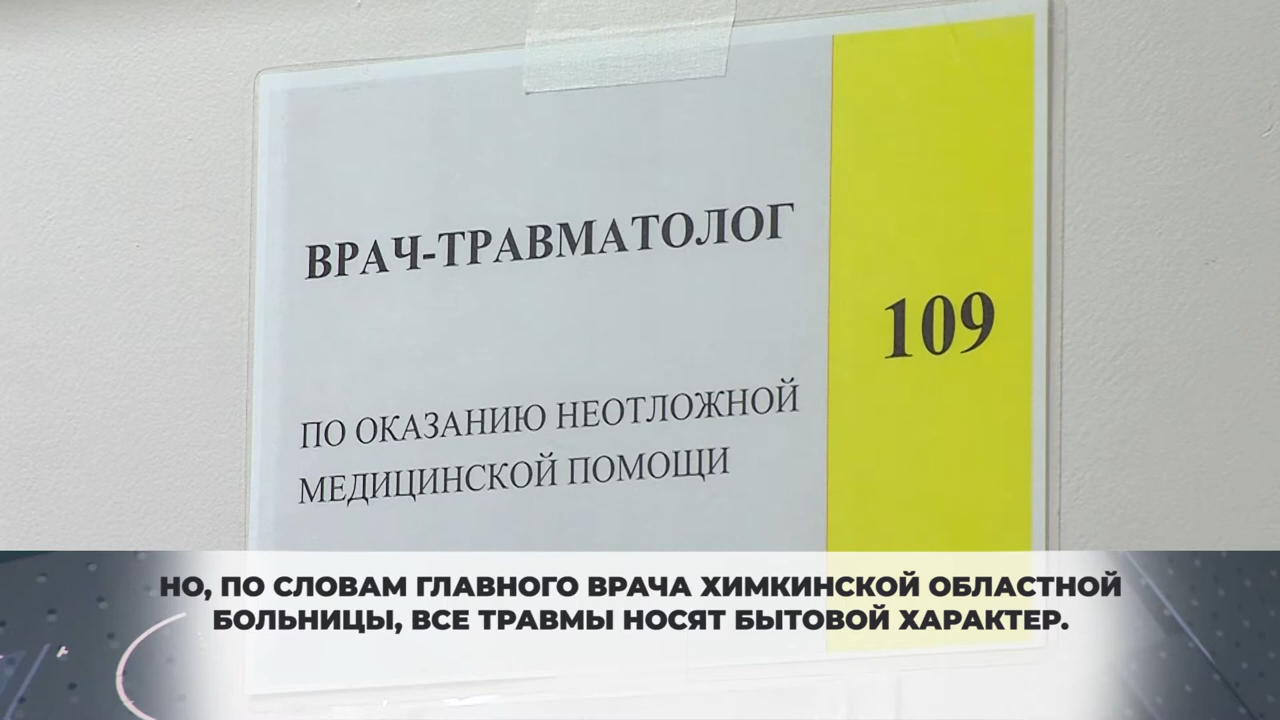 ВРАЧ-ТРАВМАТОЛОГ
109
ПО ОКАЗАНИЮ НЕОТЛОЖНОЙ
МЕДИЦИНСКОЙ ПОМОЩИ
НО, ПО СЛОВАМ ГЛАВНОГО ВРАЧА ХИМКИНСКОЙ ОБЛАСТНОЙ
БОЛЬНИЦЫ, ВСЕ ТРАВМЫ НОСЯТ БЫТОВОЙ ХАРАКТЕР.